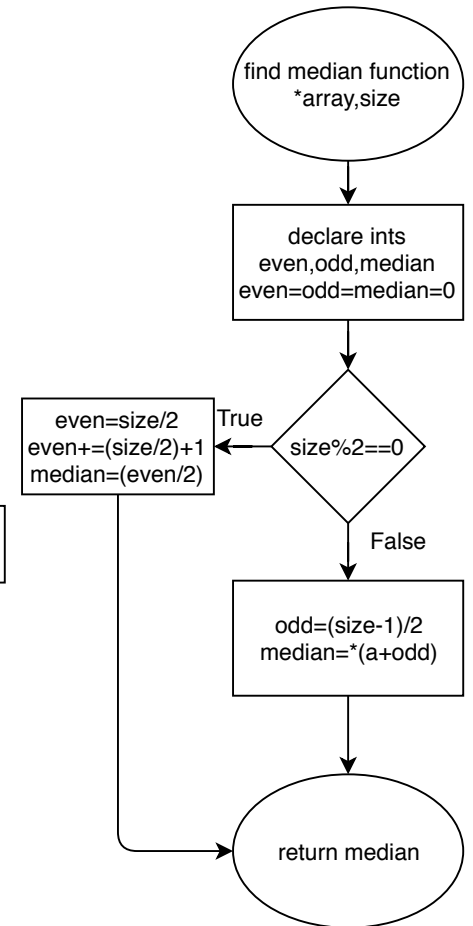 find median function
*array,size
declare ints
even,odd,median
even=odd=median=0
size%2==0
True
even=size/2
even+=(size/2)+1
median=(even/2)
False
odd=(size-1)/2
median=*(a+odd)
return median